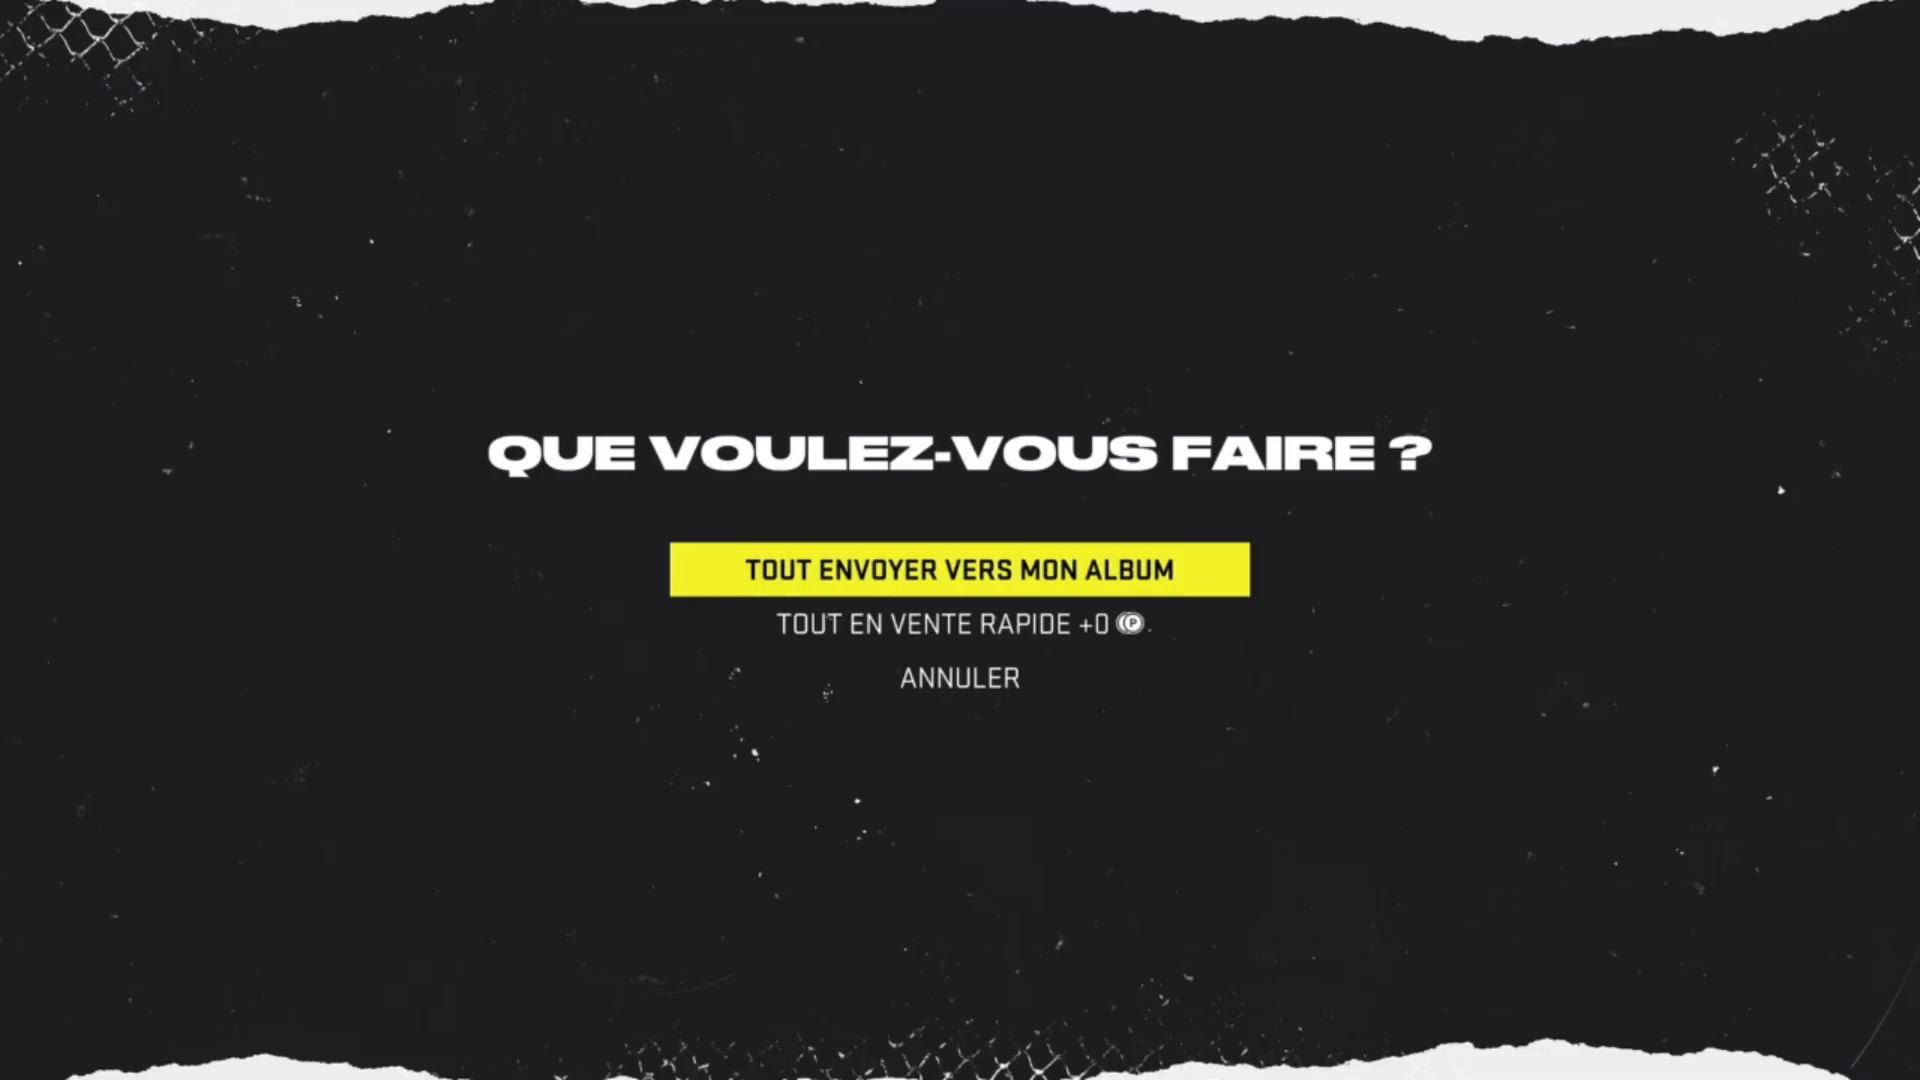 QUE VOULEZ-VOUS FAIRE ?
TOUT ENVOYER VERS MON ALBUM
TOUT EN VENTE RAPIDE +0 P
ANNULER